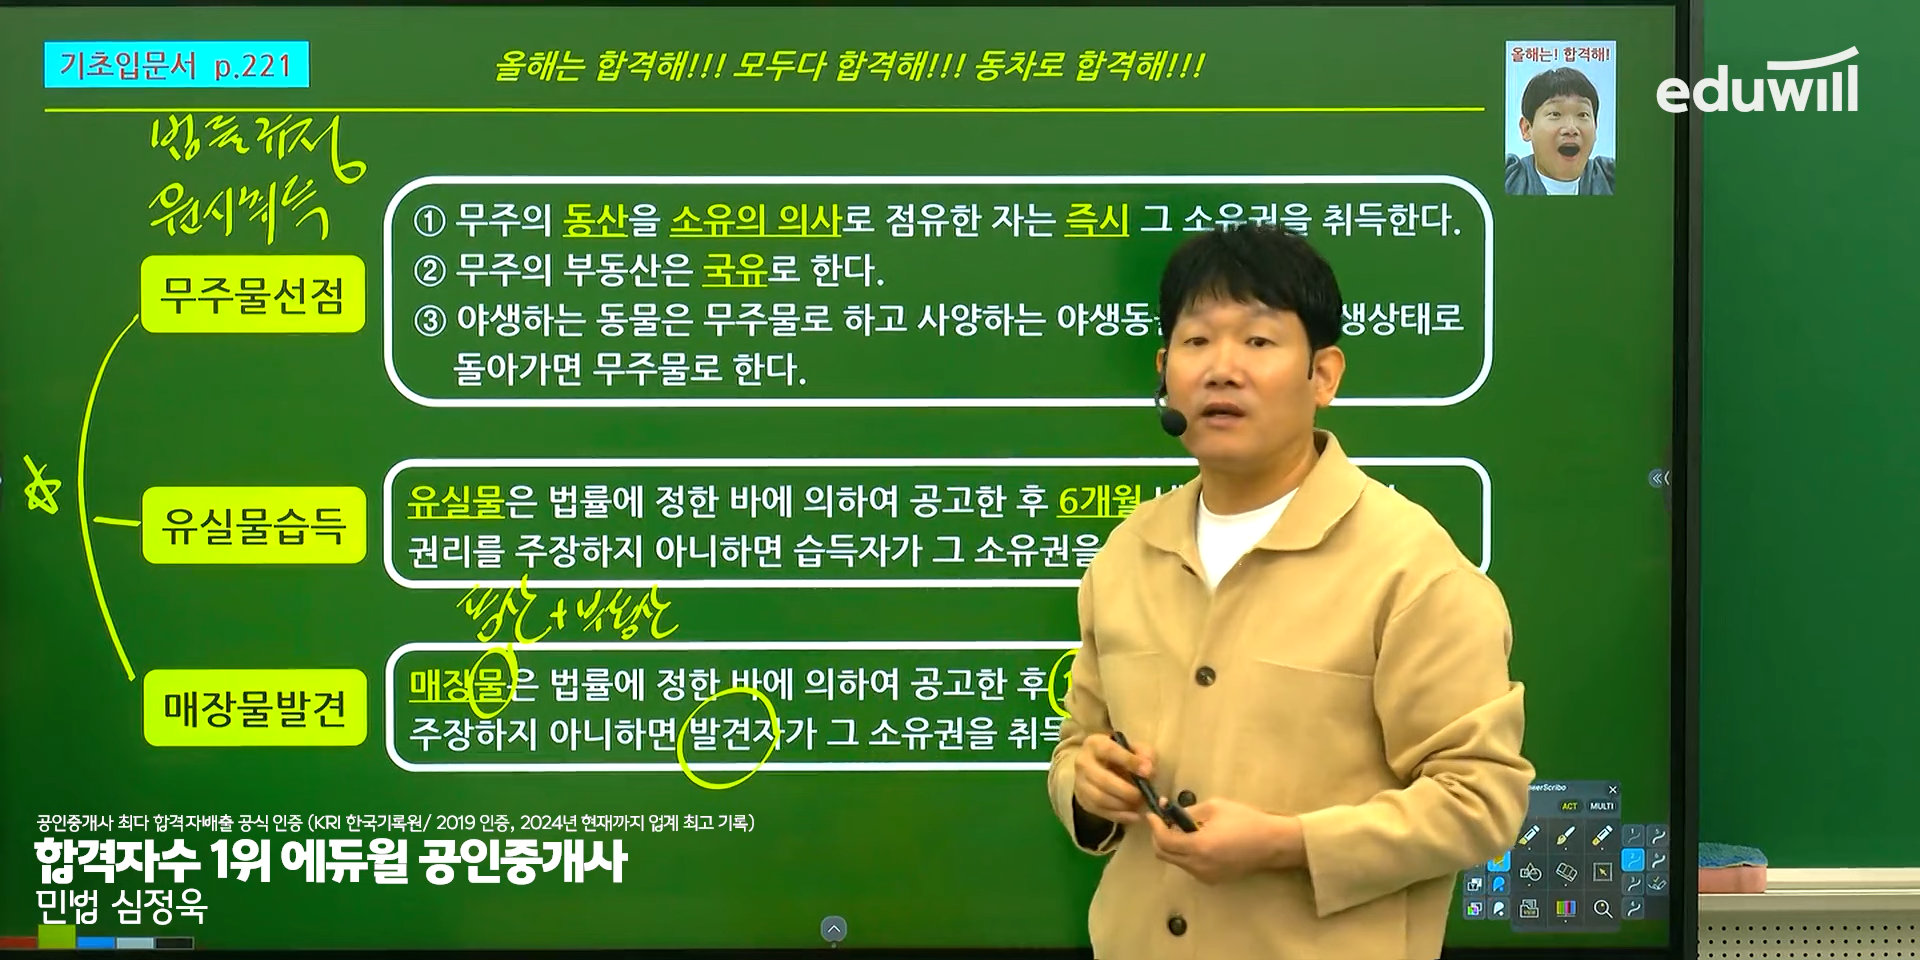 기초입문서 p.221
올해는 합격해!!! 모두다 합격해!!! 동차로 합격해!!!
올해는! 합격해!
eduwill
법률규정
원시취득
무주물선점
① 무주의 동산을 소유의 의사로 점유한 자는 즉시 그 소유권을 취득한다.
② 무주의 부동산은 국유로 한다.
③ 야생하는 동물은 무주물로 하고 사양하는 야생동 생상태로
돌아가면 무주물로 한다.
유실물습득
유실물은 법률에 정한 바에 의하여 공고한 후 6개월
권리를 주장하지 아니하면 습득자가 그 소유권을
동산+부동산
매장물발견
매장물은 법률에 정한 바에 의하여 공고한 후 1
주장하지 아니하면 발견자가 그 소유권을 취득
공인중개사 최다 합격자배출 공식 인증 (KRI 한국기록원/ 2019 인증, 2024년 현재까지 업계 최고 기록)
합격자수 1위 에듀윌 공인중개사
민법 심정욱
ACT MULTI